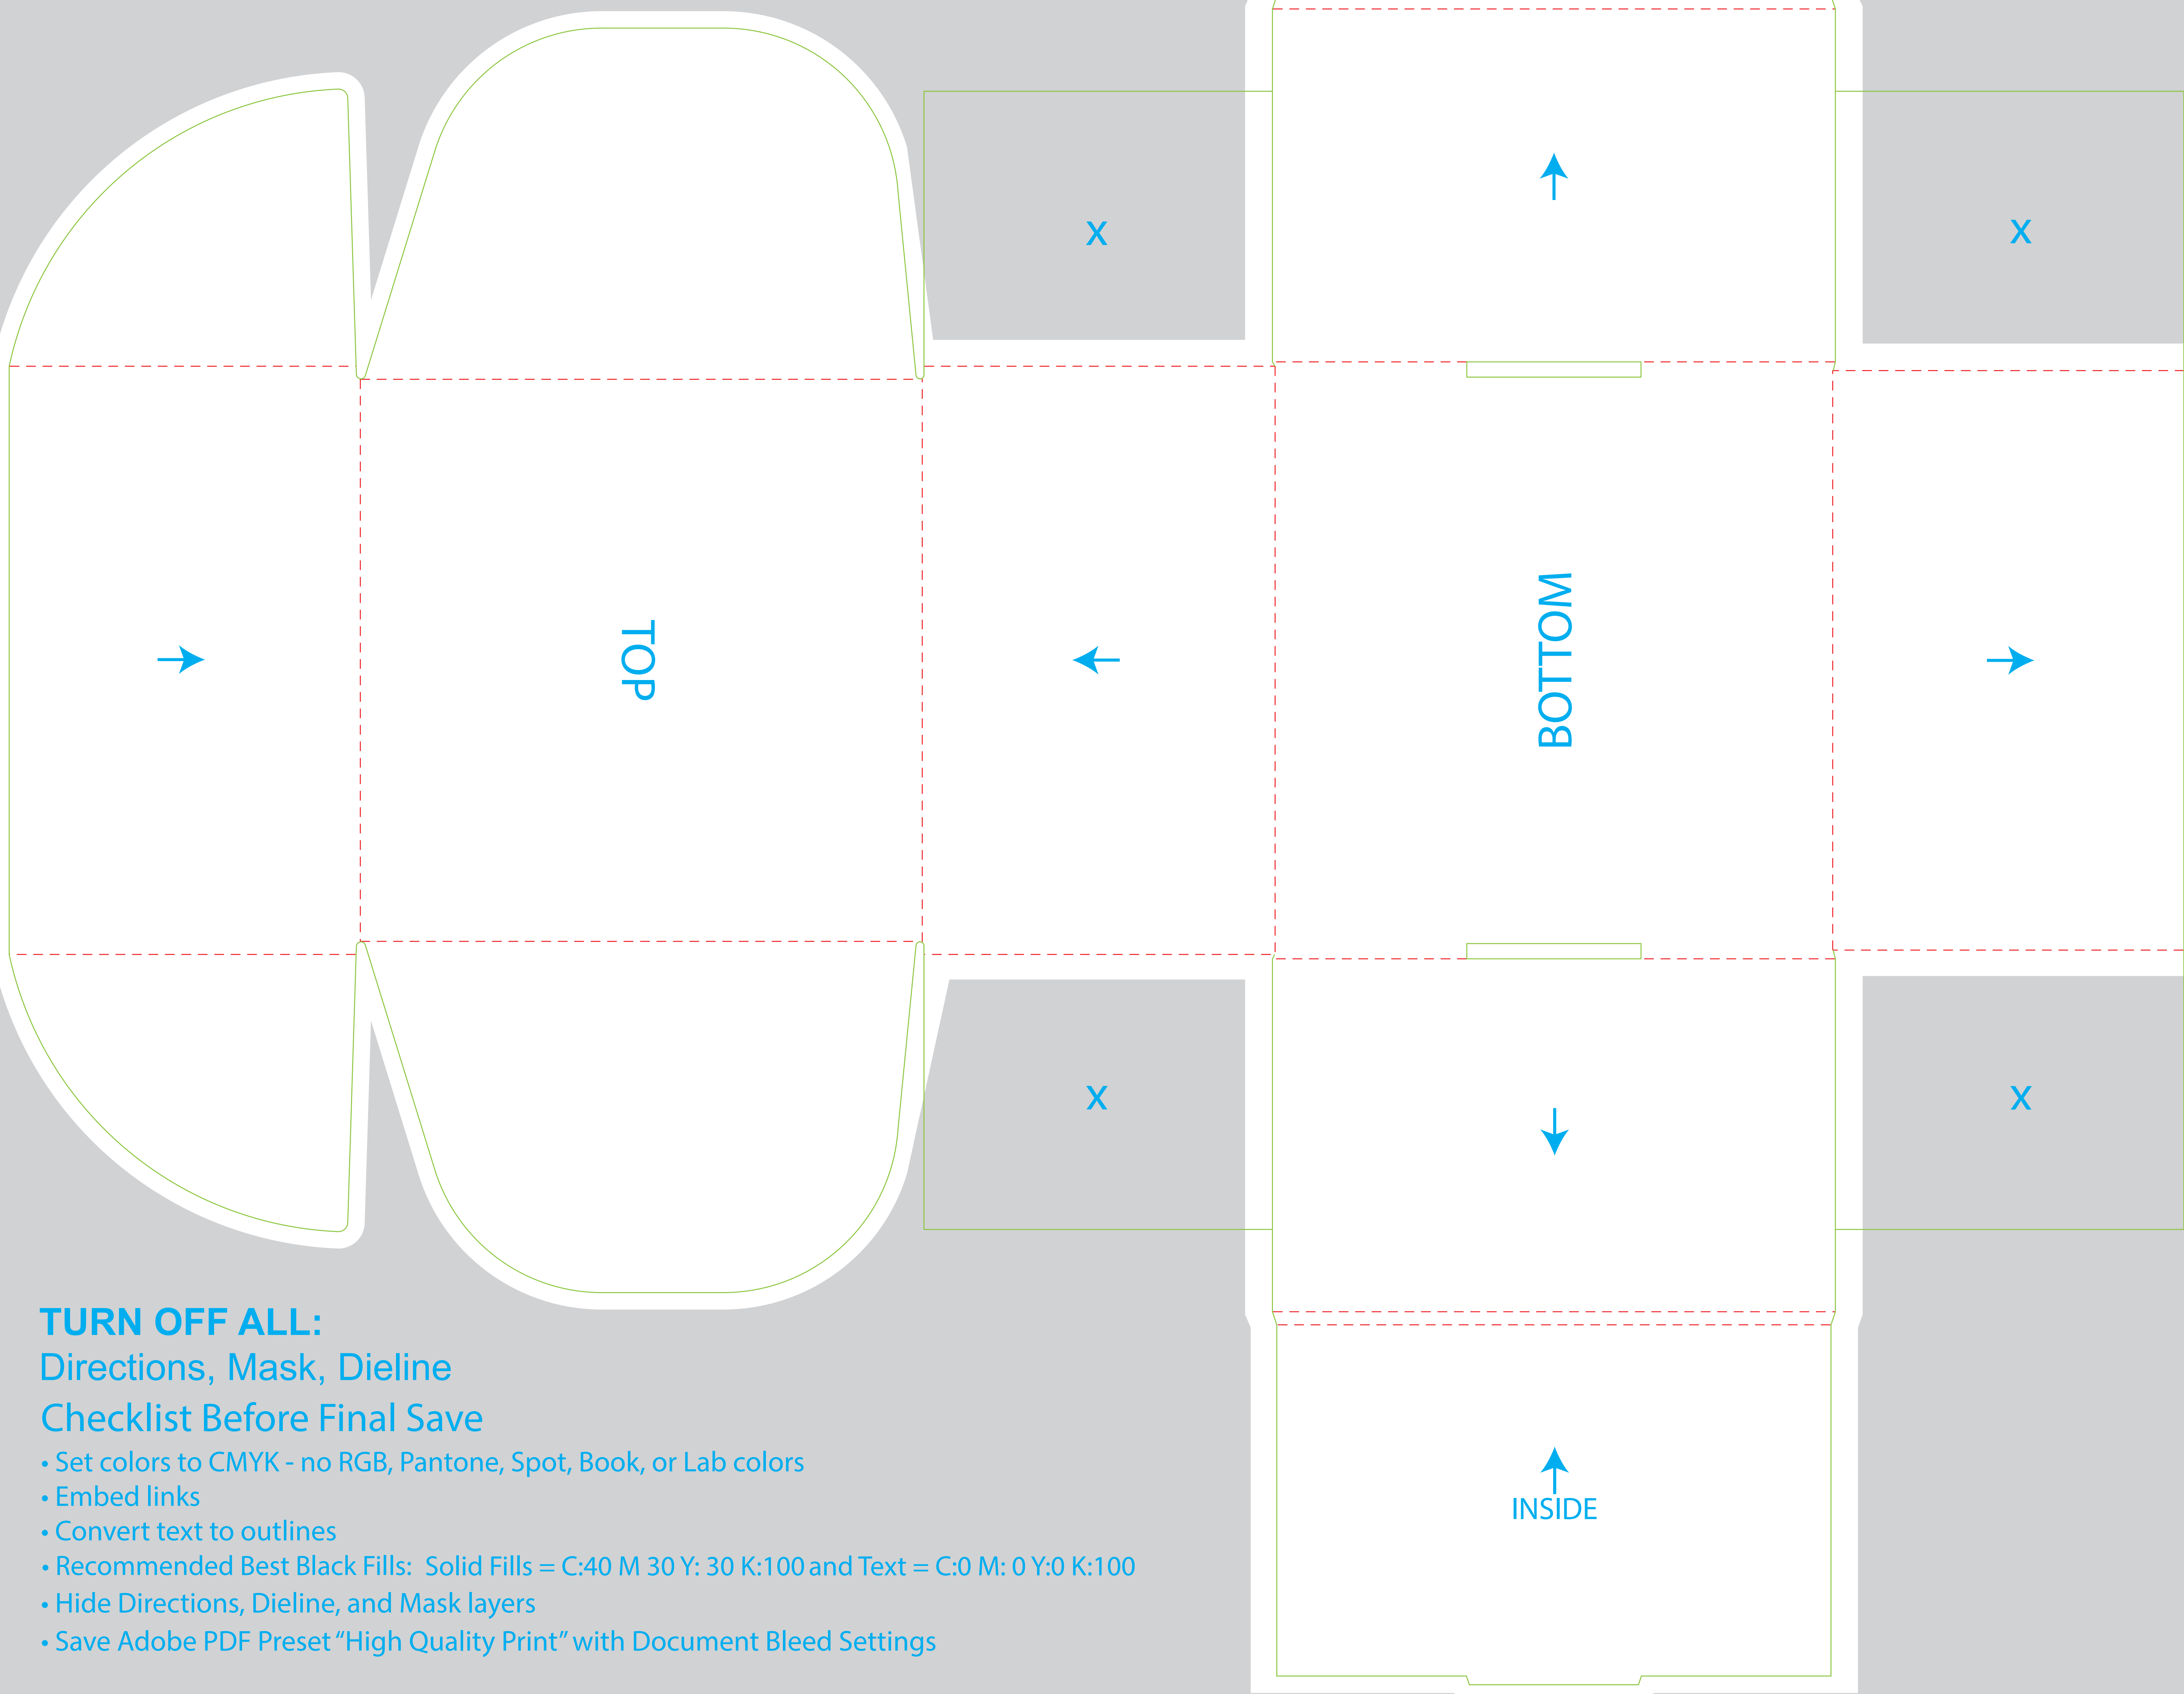 X
X
TOP
BOTTOM
X
X
TURN OFF ALL:
Directions, Mask, Dieline
Checklist Before Final Save
• Set colors to CMYK - no RGB, Pantone, Spot, Book, or Lab colors
• Embed links
• Convert text to outlines
• Recommended Best Black Fills:  Solid Fills = C:40 M 30 Y: 30 K:100 and Text = C:0 M: 0 Y:0 K:100
• Hide Directions, Dieline, and Mask layers
• Save Adobe PDF Preset “High Quality Print” with Document Bleed Settings
INSIDE